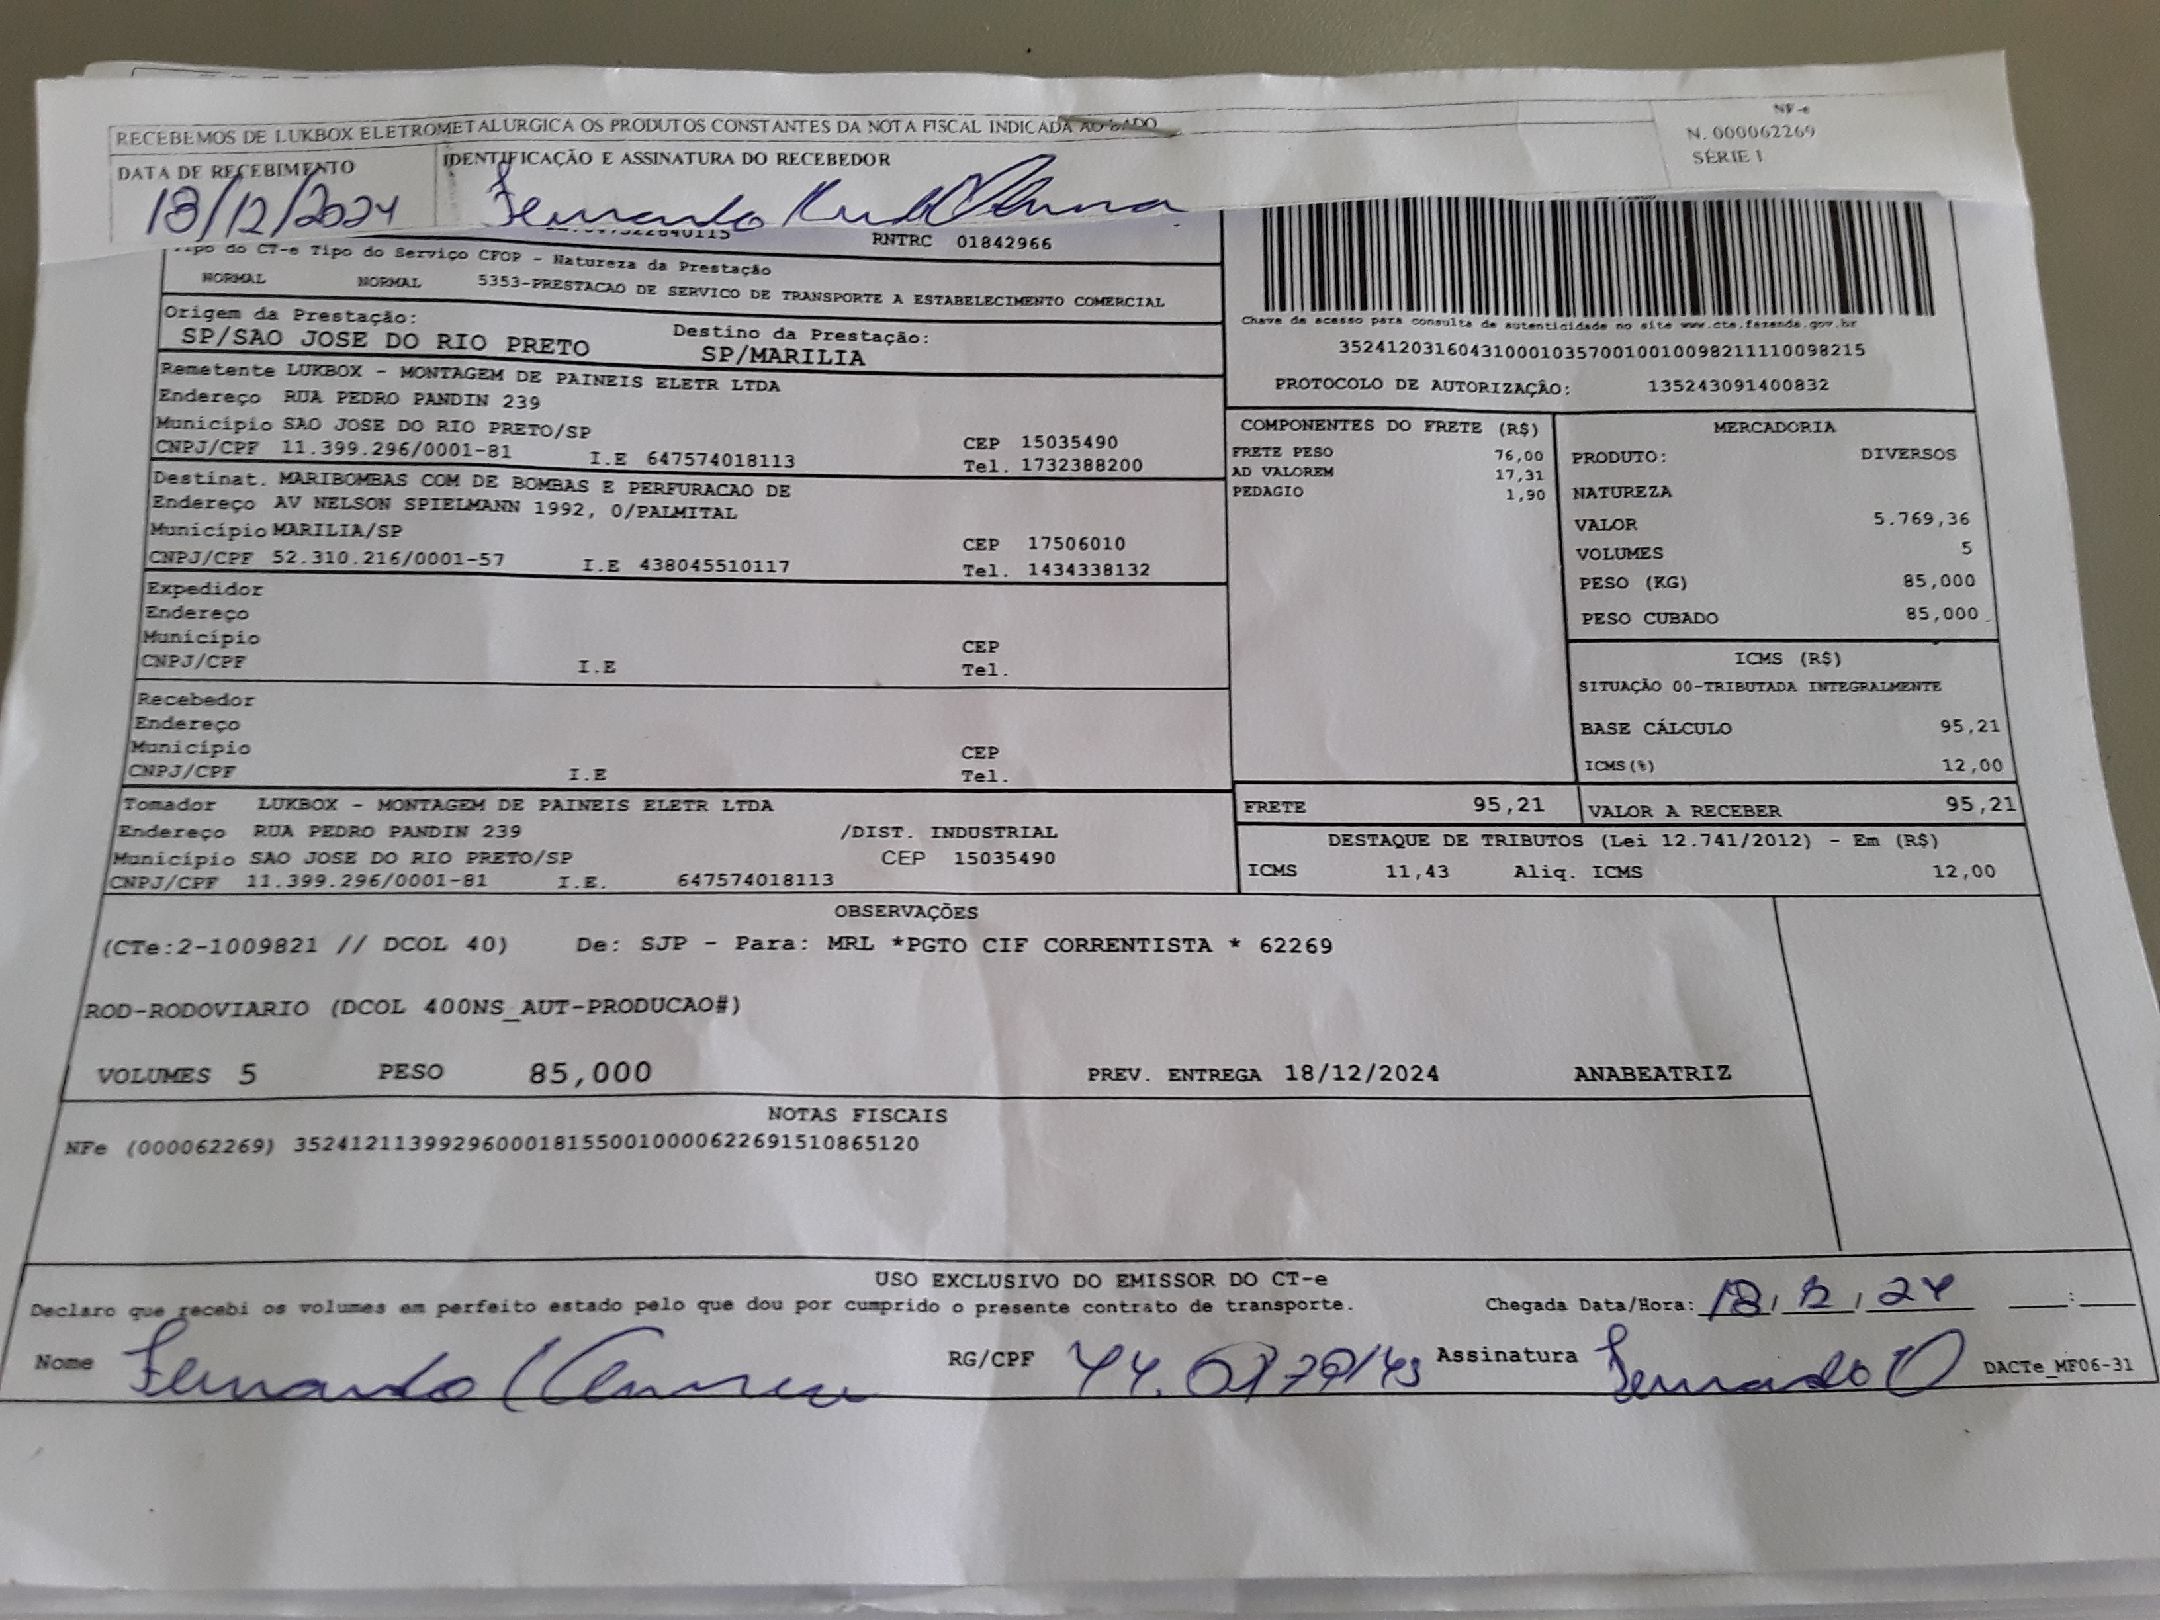 RECEBEMOS DE LUKBOX ELETROMETALURGICA OS PRODUTOS CONSTANTES DA NOTA FISCAL INDICADA AO LADO
NF-e
N. 000062269
SÉRIE 1
DATA DE RECEBIMENTO
IDENTIFICAÇÃO E ASSINATURA DO RECEBEDOR
18/12/2024 Fernando
RNTRC 01842966
Tipo do CT-e Tipo do Serviço CFOP - Natureza da Prestação
NORMAL NORMAL 5353-PRESTACAO DE SERVICO DE TRANSPORTE A ESTABELECIMENTO COMERCIAL
Origem da Prestação: Destino da Prestação:
SP/SAO JOSE DO RIO PRETO SP/MARILIA
Remetente LUKBOX - MONTAGEM DE PAINEIS ELETR LTDA
Endereço RUA PEDRO PANDIN 239
Município SAO JOSE DO RIO PRETO/SP CEP 15035490
CNPJ/CPF 11.399.296/0001-81 I.E 647574018113 Tel. 1732388200
Destinat. MARIBOMBAS COM DE BOMBAS E PERFURACAO DE
Endereço AV NELSON SPIELMANN 1992, 0/PALMITAL
Município MARILIA/SP CEP 17506010
CNPJ/CPF 52.310.216/0001-57 I.E 438045510117 Tel. 1434338132
Expedidor
Endereço
Município CEP
CNPJ/CPF I.E Tel.
Recebedor
Endereço
Município CEP
CNPJ/CPF I.E Tel.
Tomador LUKBOX - MONTAGEM DE PAINEIS ELETR LTDA
Endereço RUA PEDRO PANDIN 239 /DIST. INDUSTRIAL
Município SAO JOSE DO RIO PRETO/SP CEP 15035490
CNPJ/CPF 11.399.296/0001-81 I.E. 647574018113
Chave de acesso para consulta de autenticidade no site www.cte.fazenda.gov.br
35241203160431000103570010010098211110098215
PROTOCOLO DE AUTORIZAÇÃO: 135243091400832
COMPONENTES DO FRETE (R$)
FRETE PESO 76,00
AD VALOREM 17,31
PEDAGIO 1,90
MERCADORIA
PRODUTO: DIVERSOS
NATUREZA
VALOR 5.769,36
VOLUMES 5
PESO (KG) 85,000
PESO CUBADO 85,000
ICMS (R$)
SITUAÇÃO 00-TRIBUTADA INTEGRALMENTE
BASE CÁLCULO 95,21
ICMS(%) 12,00
FRETE 95,21 VALOR A RECEBER 95,21
DESTAQUE DE TRIBUTOS (Lei 12.741/2012) - Em (R$)
ICMS 11,43 Aliq. ICMS 12,00
OBSERVAÇÕES
(CTe:2-1009821 // DCOL 40) De: SJP - Para: MRL *PGTO CIF CORRENTISTA * 62269
ROD-RODOVIARIO (DCOL 400NS_AUT-PRODUCAO#)
VOLUMES 5 PESO 85,000 PREV. ENTREGA 18/12/2024 ANABEATRIZ
NOTAS FISCAIS
NFe (000062269) 35241211399296000181550010000622691510865120
USO EXCLUSIVO DO EMISSOR DO CT-e
Declaro que recebi os volumes em perfeito estado pelo que dou por cumprido o presente contrato de transporte. Chegada Data/Hora: 18/12/24 __:__
Nome Fernando RG/CPF Assinatura Fernando DACTe_MF06-31